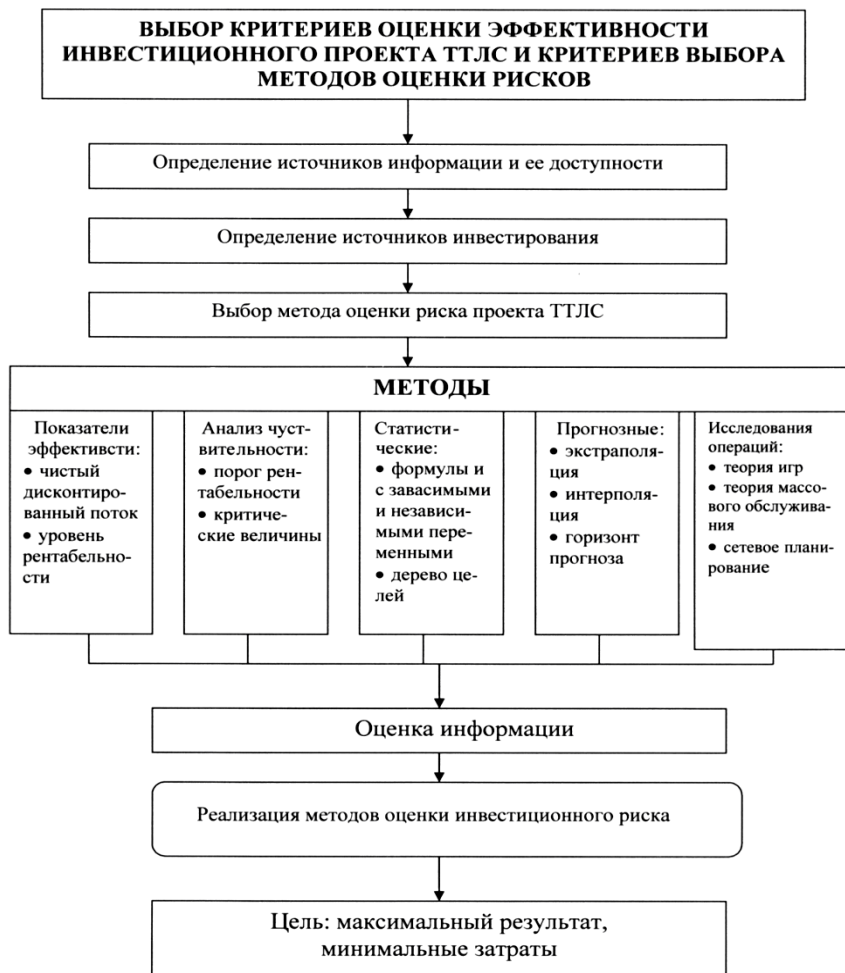 ВЫБОР КРИТЕРИЕВ ОЦЕНКИ ЭФФЕКТИВНОСТИ
ИНВЕСТИЦИОННОГО ПРОЕКТА ТТЛС И КРИТЕРИЕВ ВЫБОРА
МЕТОДОВ ОЦЕНКИ РИСКОВ
Определение источников информации и ее доступности
Определение источников инвестирования
Выбор метода оценки риска проекта ТТЛС
МЕТОДЫ
Показатели
эффективсти:
• чистый
дисконтиро-
ванный поток
• уровень
рентабельно-
сти
Анализ чуст-
вительности:
• порог рен-
табельности
• критиче-
ские величины
Статисти-
ческие:
• формулы и
с завасимыми
и независи-
мыми пере-
менными
• дерево це-
лей
Прогнозные:
• экстраполя-
ция
• интерполя-
ция
• горизонт
прогноза
Исследования
операций:
• теория игр
• теория массо-
вого обслужива-
ния
• сетевое плани-
рование
Оценка информации
Реализация методов оценки инвестиционного риска
Цель: максимальный результат,
минимальные затраты